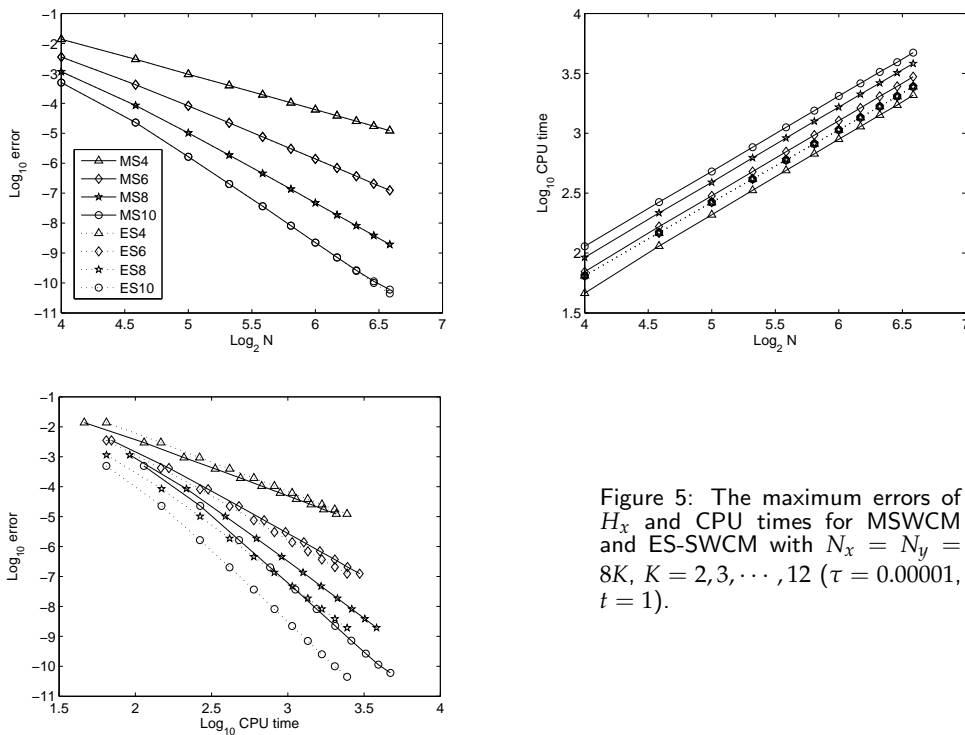 −1
−2
−3
−4
−5
−6
−7
−8
−9
−10
−11
4
4.5
5
5.5
6
6.5
7
Log2 N
Log10 error
MS4
MS6
MS8
MS10
ES4
ES6
ES8
ES10
4
3.5
3
2.5
2
1.5
4
4.5
5
5.5
6
6.5
7
Log2 N
Log10 CPU time
−1
−2
−3
−4
−5
−6
−7
−8
−9
−10
−11
1.5
2
2.5
3
3.5
4
Log10 CPU time
Log10 error
Figure 5: The maximum errors of
Hx and CPU times for MSWCM
and ES-SWCM with Nx = Ny =
8K, K = 2, 3, · · · , 12 (τ = 0.00001,
t = 1).